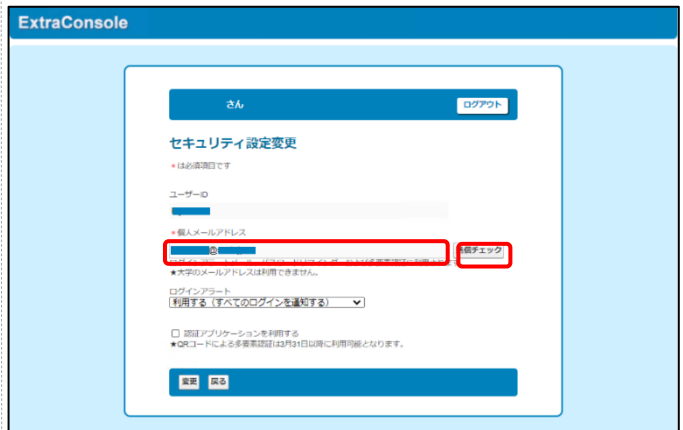 ExtraConsole
さん
ログアウト
セキュリティ設定変更
* は必須項目です
ユーザーID
* 個人メールアドレス
@
信チェック
★大学のメールアドレスは利用できません。
ログインアラート
利用する(すべてのログインを通知する)
認証アプリケーションを利用する
★QRコードによる多要素認証は3月31日以降に利用可能となります。
変更 戻る